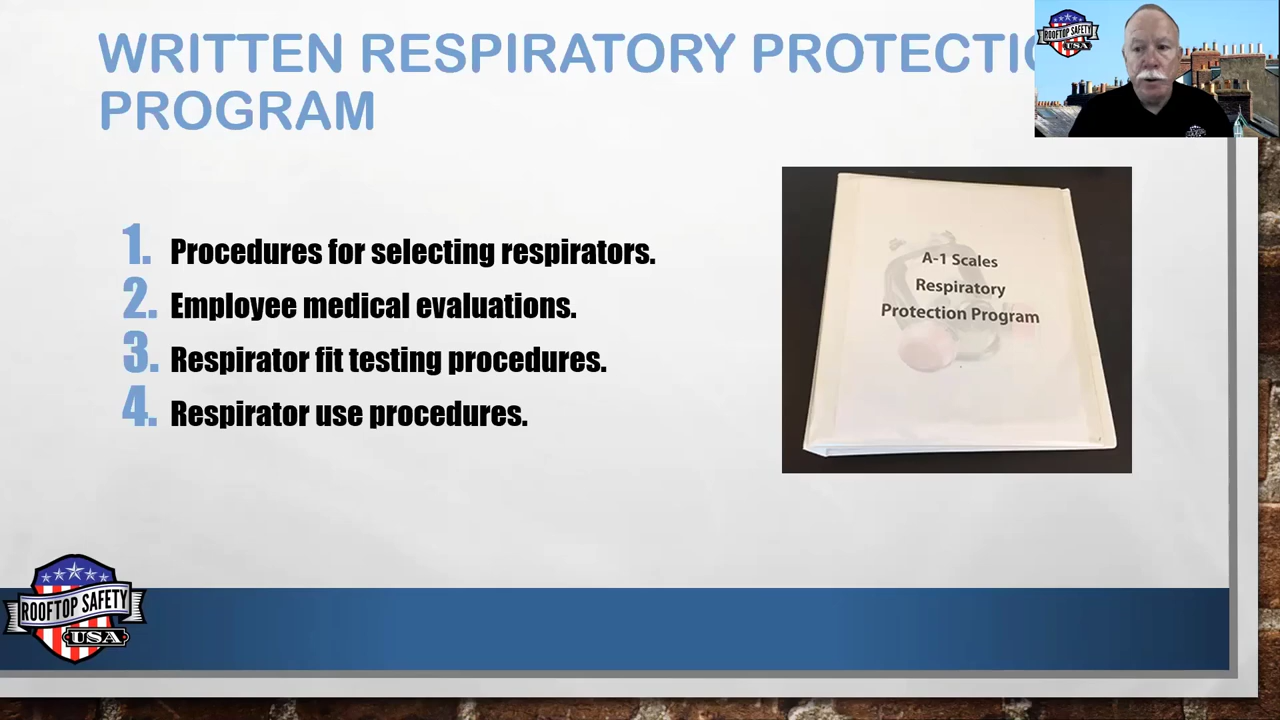 WRITTEN RESPIRATORY PROTECTIO
PROGRAM
ROOFTOP SAFETY
USA
1. Procedures for selecting respirators.
2. Employee medical evaluations.
3. Respirator fit testing procedures.
4. Respirator use procedures.
A-1 Scales
Respiratory
Protection Program
ROOFTOP SAFETY
USA